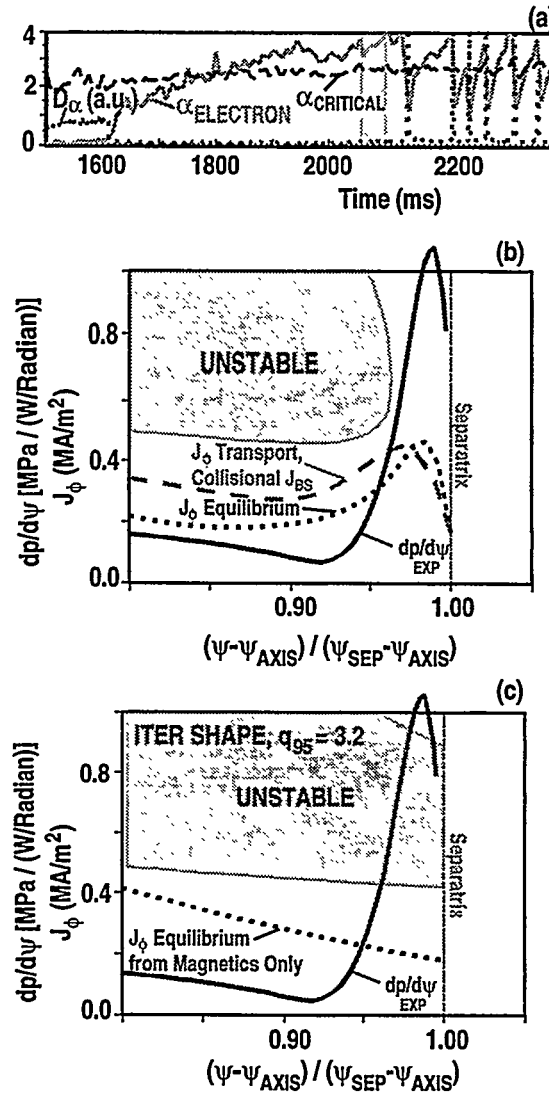 (a)
4
2
0
Dα (a.u.)
αELECTRON
αCRITICAL
1600 1800 2000 2200
Time (ms)
(b)
dp/dψ [MPa / (W/Radian)]
Jϕ (MA/m²)
0.8
0.4
0.0
UNSTABLE
Jϕ Transport,
Collisional JBS
Jϕ Equilibrium
dp/dψ
EXP
Separatrix
0.90 1.00
(ψ-ψAXIS) / (ψSEP-ψAXIS)
(c)
dp/dψ [MPa / (W/Radian)]
Jϕ (MA/m²)
0.8
0.4
0.0
ITER SHAPE, q95 = 3.2
UNSTABLE
Jϕ Equilibrium
from Magnetics Only
dp/dψ
EXP
Separatrix
0.90 1.00
(ψ-ψAXIS) / (ψSEP-ψAXIS)